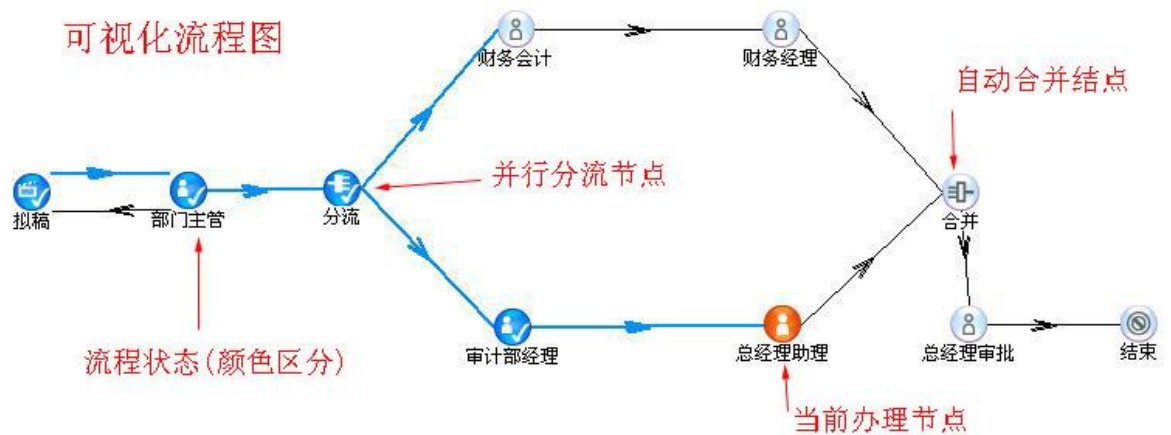 可视化流程图
财务会计
财务经理
自动合并结点
并行分流节点
拟稿
部门主管
分流
合并
流程状态(颜色区分)
审计部经理
总经理助理
总经理审批
结束
当前办理节点